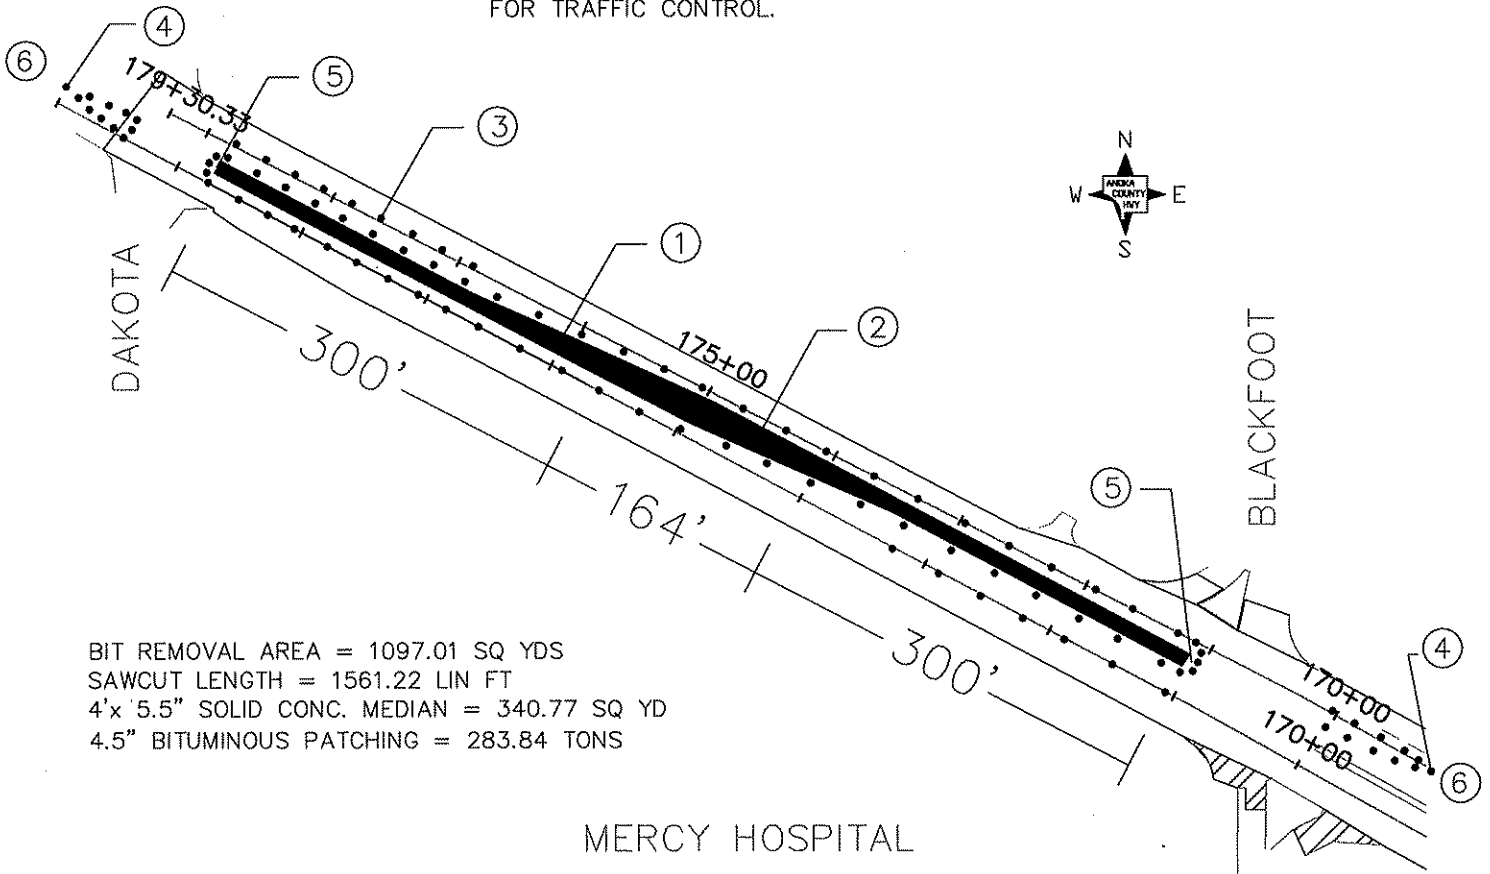 FOR TRAFFIC CONTROL.
4
6
179+30.33
5
3
N
ANOKA
COUNTY
HWY
W
E
S
1
2
DAKOTA
300'
175+00
BLACKFOOT
5
164'
300'
4
170+00
170+00
6
BIT REMOVAL AREA = 1097.01 SQ YDS
SAWCUT LENGTH = 1561.22 LIN FT
4'x 5.5" SOLID CONC. MEDIAN = 340.77 SQ YD
4.5" BITUMINOUS PATCHING = 283.84 TONS
MERCY HOSPITAL